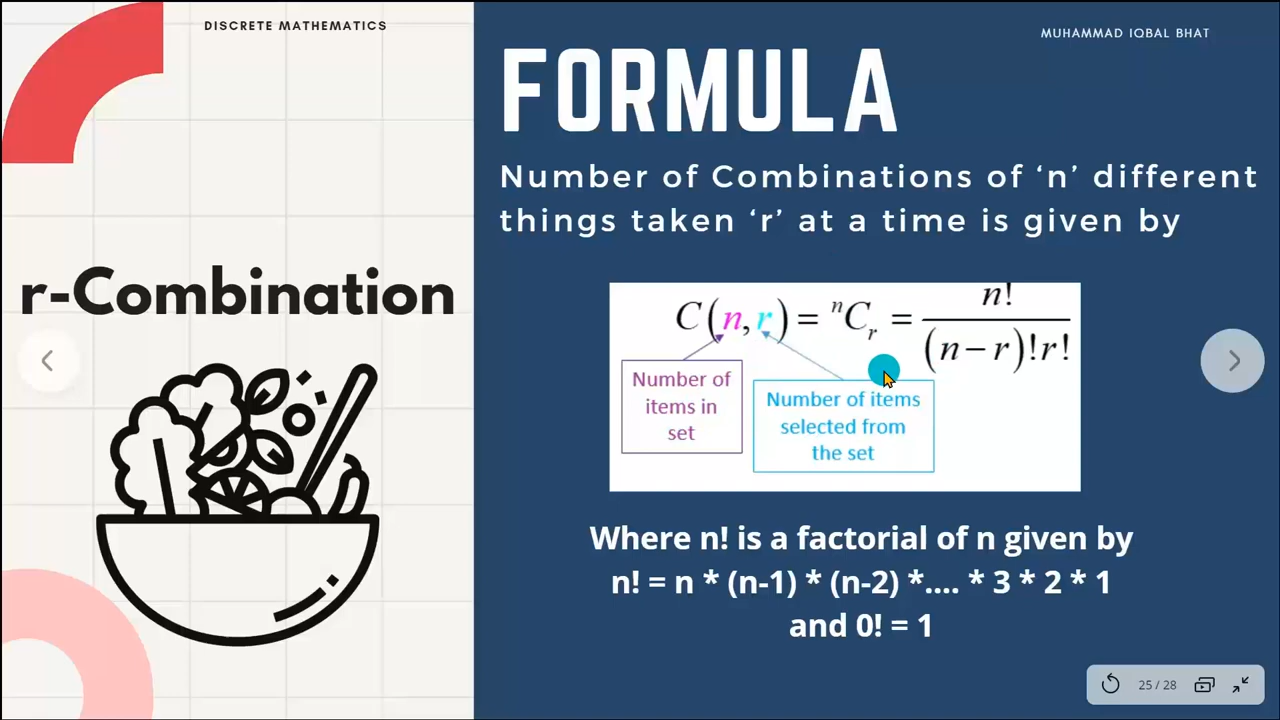 DISCRETE MATHEMATICS
MUHAMMAD IQBAL BHAT
FORMULA
Number of Combinations of ‘n’ different
things taken ‘r’ at a time is given by
r-Combination
C(n,r) = ⁿCᵣ = n! / (n−r)!r!
Number of
items in
set
Number of items
selected from
the set
Where n! is a factorial of n given by
n! = n * (n-1) * (n-2) *.... * 3 * 2 * 1
and 0! = 1
25 / 28